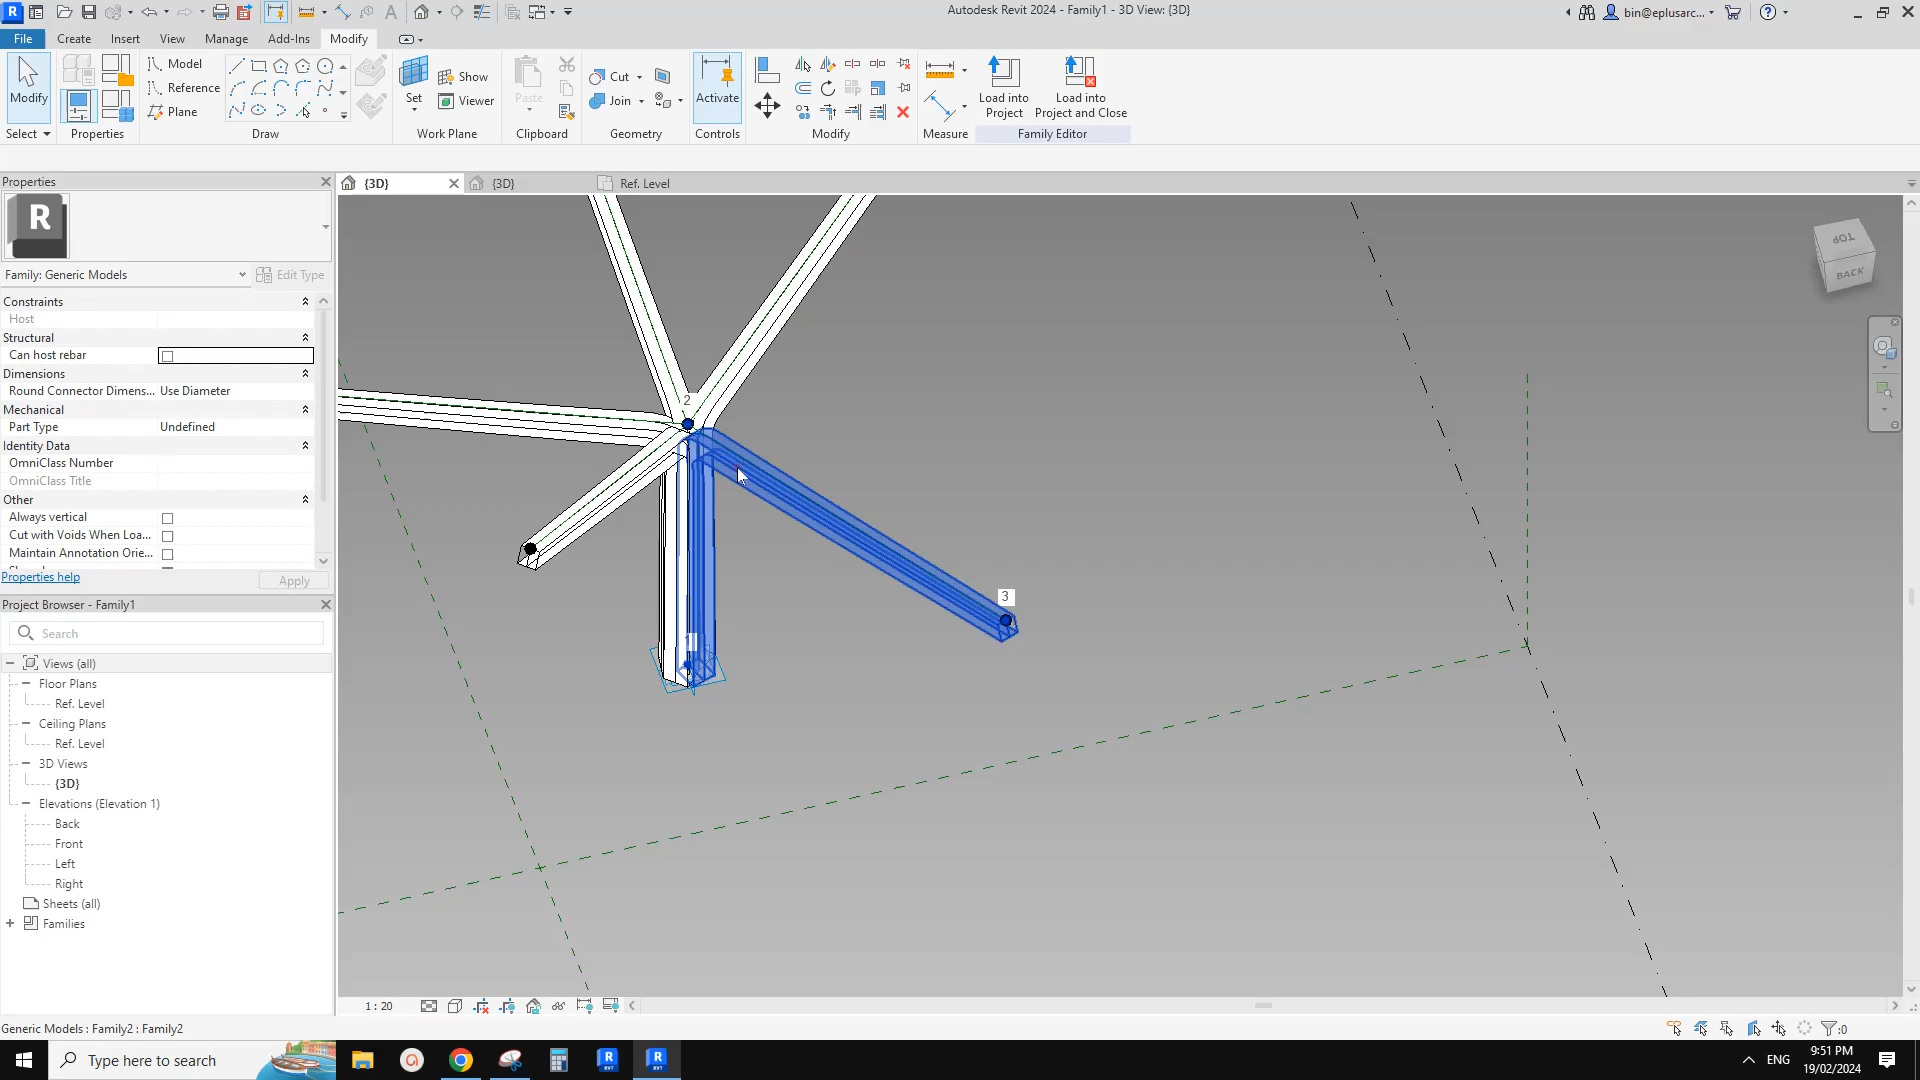 Autodesk Revit 2024 - Family1 - 3D View: {3D}
bin@eplusarc...
File
Create
Insert
View
Manage
Add-Ins
Modify
Modify
Model
Reference
Plane
Set
Show
Viewer
Paste
Cut
Join
Activate
Load into
Project
Load into
Project and Close
Select
Properties
Draw
Work Plane
Clipboard
Geometry
Controls
Modify
Measure
Family Editor
Properties
{3D}
{3D}
Ref. Level
R
Family: Generic Models
Edit Type
Constraints
Host
Structural
Can host rebar
Dimensions
Round Connector Dimens... Use Diameter
Mechanical
Part Type Undefined
Identity Data
OmniClass Number
OmniClass Title
Other
Always vertical
Cut with Voids When Loa...
Maintain Annotation Orie...
Properties help
Apply
Project Browser - Family1
Search
Views (all)
Floor Plans
Ref. Level
Ceiling Plans
Ref. Level
3D Views
{3D}
Elevations (Elevation 1)
Back
Front
Left
Right
Sheets (all)
Families
TOP
BACK
2
3
1
1 : 20
Generic Models : Family2 : Family2
:0
Type here to search
ENG
9:51 PM
19/02/2024